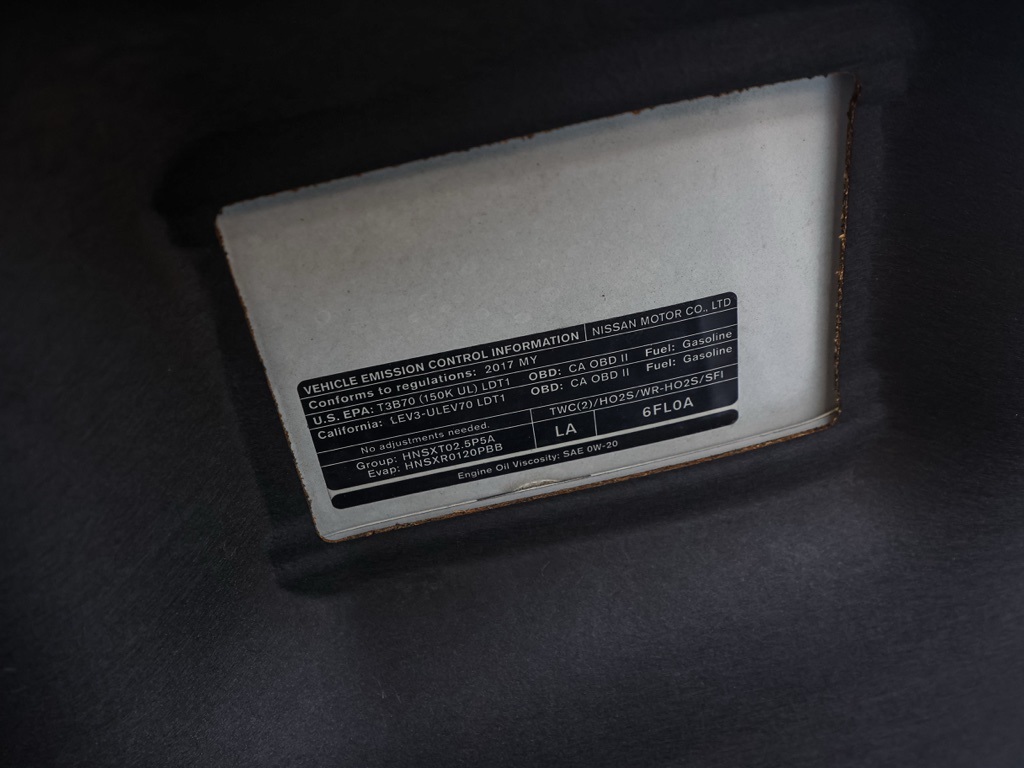 VEHICLE EMISSION CONTROL INFORMATION NISSAN MOTOR CO., LTD
Conforms to regulations: 2017 MY
U.S. EPA: T3B70 (150K UL) LDT1 OBD: CA OBD II Fuel: Gasoline
California: LEV3-ULEV70 LDT1 OBD: CA OBD II Fuel: Gasoline
No adjustments needed. TWC(2)/HO2S/WR-HO2S/SFI
Group: HNSXT02.5P5A LA 6FL0A
Evap: HNSXR0120PBB
Engine Oil Viscosity: SAE 0W-20